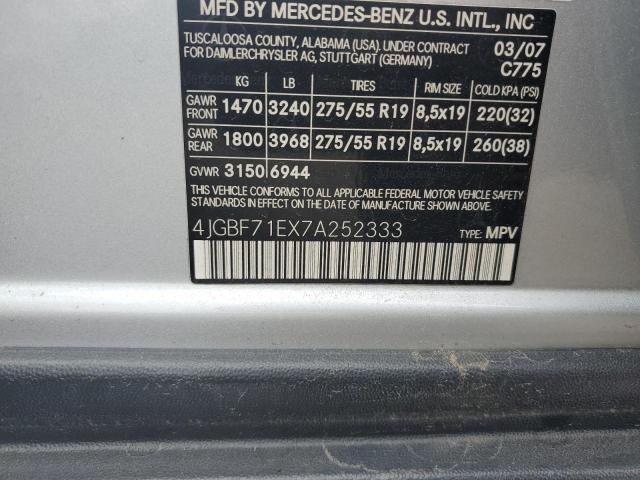 MFD BY MERCEDES-BENZ U.S. INTL., INC
TUSCALOOSA COUNTY, ALABAMA (USA). UNDER CONTRACT 03/07
FOR DAIMLERCHRYSLER AG, STUTTGART (GERMANY) C775
KG LB TIRES RIM SIZE COLD KPA (PSI)
GAWR FRONT 1470 3240 275/55 R19 8,5x19 220(32)
GAWR REAR 1800 3968 275/55 R19 8,5x19 260(38)
GVWR 3150 6944
THIS VEHICLE CONFORMS TO ALL APPLICABLE FEDERAL MOTOR VEHICLE SAFETY
STANDARDS IN EFFECT ON THE DATE OF MANUFACTURE SHOWN ABOVE.
4JGBF71EX7A252333 TYPE: MPV